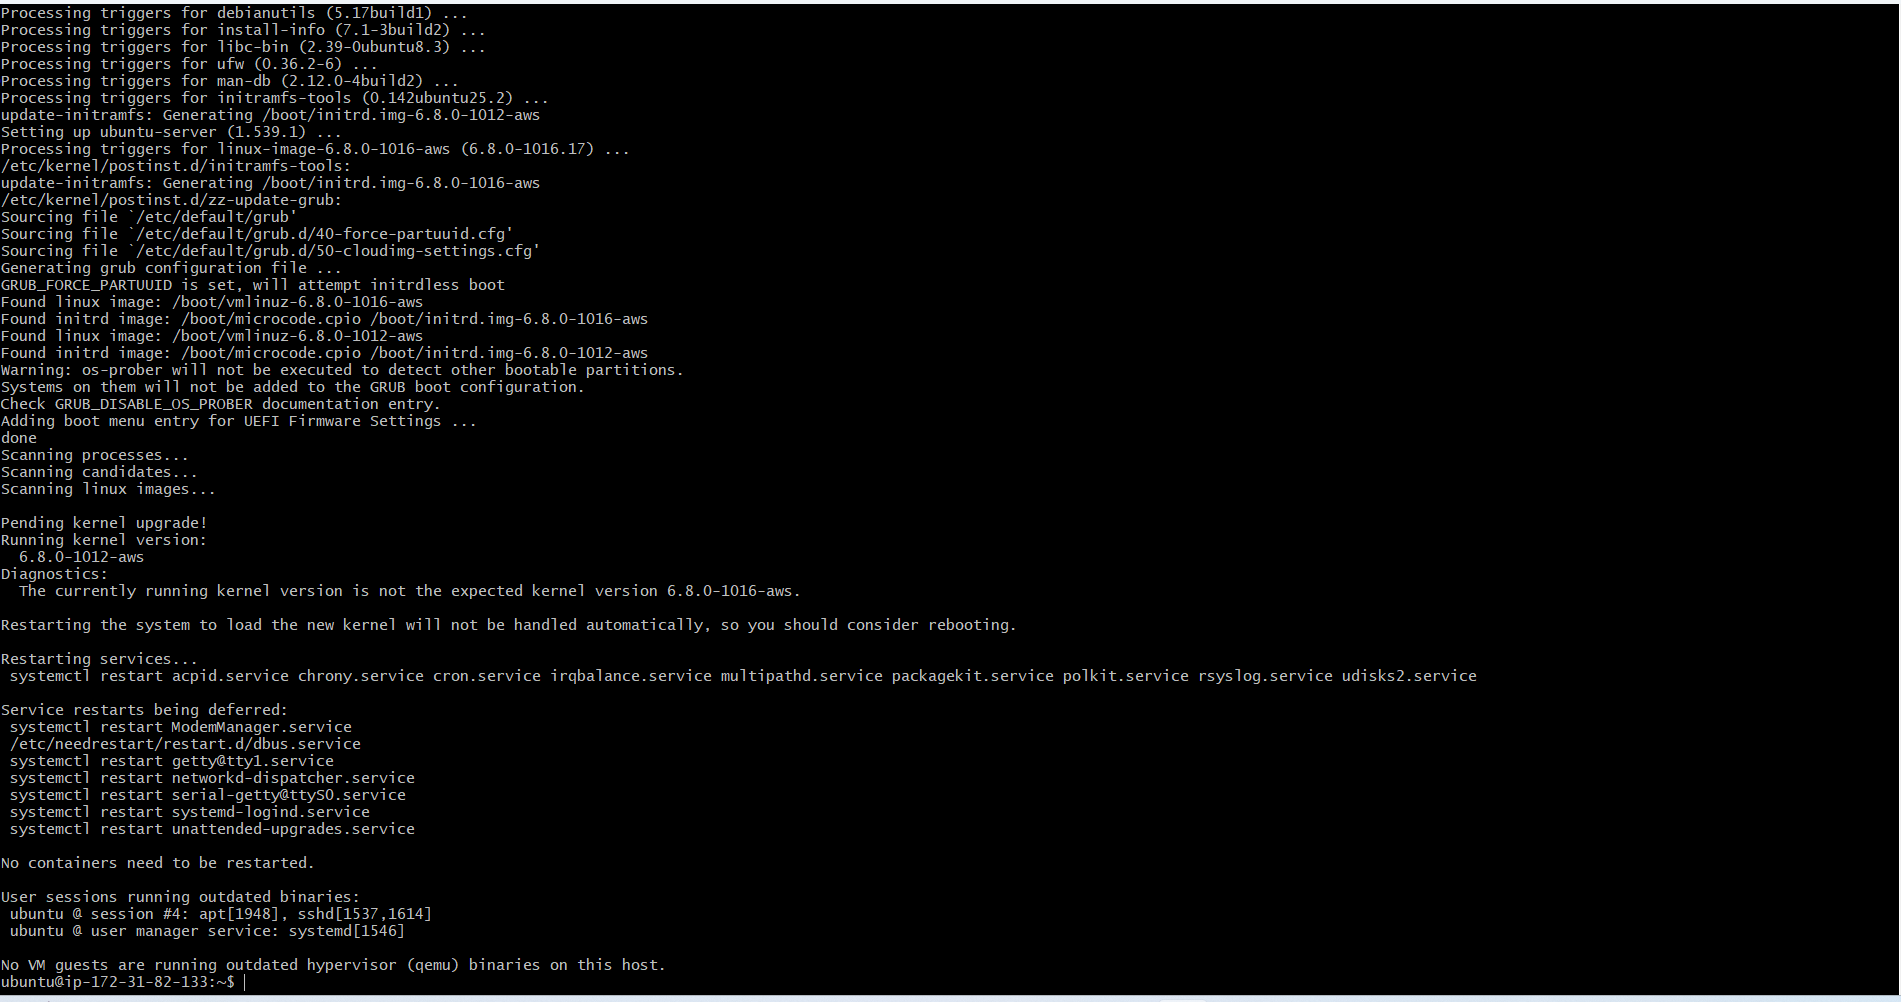 Processing triggers for debianutils (5.17build1) ...
Processing triggers for install-info (7.1-3build2) ...
Processing triggers for libc-bin (2.39-0ubuntu8.3) ...
Processing triggers for ufw (0.36.2-6) ...
Processing triggers for man-db (2.12.0-4build2) ...
Processing triggers for initramfs-tools (0.142ubuntu25.2) ...
update-initramfs: Generating /boot/initrd.img-6.8.0-1012-aws
Setting up ubuntu-server (1.539.1) ...
Processing triggers for linux-image-6.8.0-1016-aws (6.8.0-1016.17) ...
/etc/kernel/postinst.d/initramfs-tools:
update-initramfs: Generating /boot/initrd.img-6.8.0-1016-aws
/etc/kernel/postinst.d/zz-update-grub:
Sourcing file `/etc/default/grub'
Sourcing file `/etc/default/grub.d/40-force-partuuid.cfg'
Sourcing file `/etc/default/grub.d/50-cloudimg-settings.cfg'
Generating grub configuration file ...
GRUB_FORCE_PARTUUID is set, will attempt initrdless boot
Found linux image: /boot/vmlinuz-6.8.0-1016-aws
Found initrd image: /boot/microcode.cpio /boot/initrd.img-6.8.0-1016-aws
Found linux image: /boot/vmlinuz-6.8.0-1012-aws
Found initrd image: /boot/microcode.cpio /boot/initrd.img-6.8.0-1012-aws
Warning: os-prober will not be executed to detect other bootable partitions.
Systems on them will not be added to the GRUB boot configuration.
Check GRUB_DISABLE_OS_PROBER documentation entry.
Adding boot menu entry for UEFI Firmware Settings ...
done
Scanning processes...
Scanning candidates...
Scanning linux images...

Pending kernel upgrade!
Running kernel version:
  6.8.0-1012-aws
Diagnostics:
  The currently running kernel version is not the expected kernel version 6.8.0-1016-aws.

Restarting the system to load the new kernel will not be handled automatically, so you should consider rebooting.

Restarting services...
 systemctl restart acpid.service chrony.service cron.service irqbalance.service multipathd.service packagekit.service polkit.service rsyslog.service udisks2.service

Service restarts being deferred:
 systemctl restart ModemManager.service
 /etc/needrestart/restart.d/dbus.service
 systemctl restart getty@tty1.service
 systemctl restart networkd-dispatcher.service
 systemctl restart serial-getty@ttyS0.service
 systemctl restart systemd-logind.service
 systemctl restart unattended-upgrades.service

No containers need to be restarted.

User sessions running outdated binaries:
 ubuntu @ session #4: apt[1948], sshd[1537,1614]
 ubuntu @ user manager service: systemd[1546]

No VM guests are running outdated hypervisor (qemu) binaries on this host.
ubuntu@ip-172-31-82-133:~$